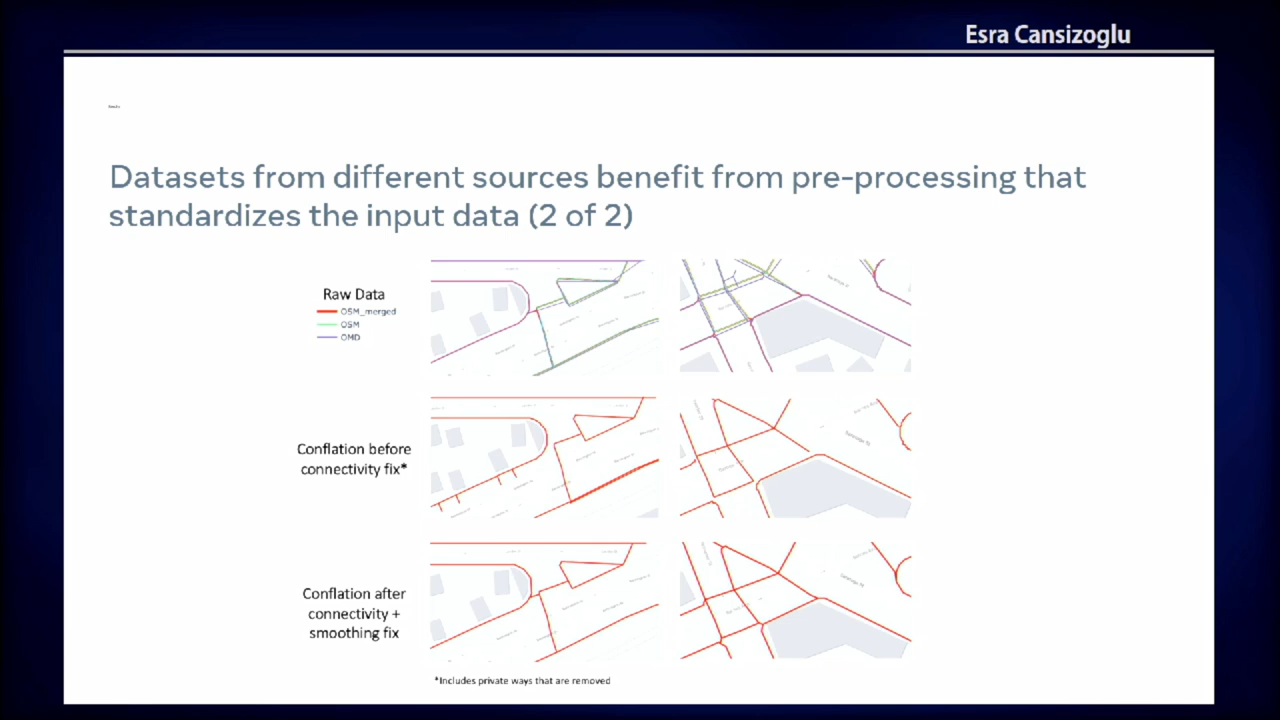 Esra Cansizoglu
Datasets from different sources benefit from pre-processing that
standardizes the input data (2 of 2)
Raw Data
OSM_merged
OSM
OMD
Conflation before
connectivity fix*
Conflation after
connectivity +
smoothing fix
*Includes private ways that are removed